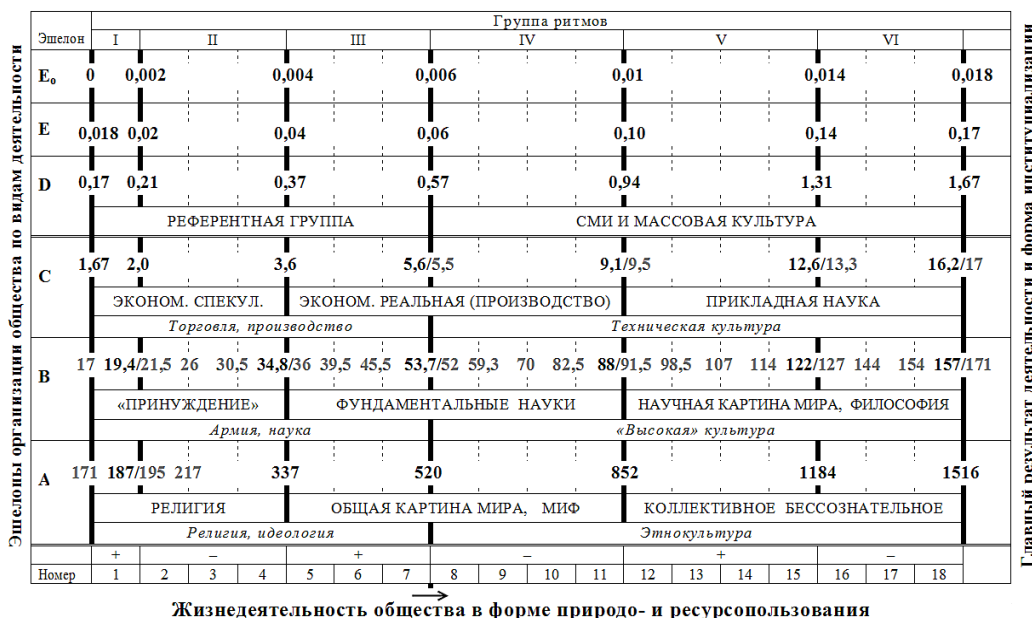 Группа ритмов
Эшелон I II III IV V VI
E₀ 0 0,002 0,004 0,006 0,01 0,014 0,018
E 0,018 0,02 0,04 0,06 0,10 0,14 0,17
D 0,17 0,21 0,37 0,57 0,94 1,31 1,67
РЕФЕРЕНТНАЯ ГРУППА СМИ И МАССОВАЯ КУЛЬТУРА
C 1,67 2,0 3,6 5,6/5,5 9,1/9,5 12,6/13,3 16,2/17
ЭКОНОМ. СПЕКУЛ. ЭКОНОМ. РЕАЛЬНАЯ (ПРОИЗВОДСТВО) ПРИКЛАДНАЯ НАУКА
Торговля, производство Техническая культура
B 17 19,4/21,5 26 30,5 34,8/36 39,5 45,5 53,7/52 59,3 70 82,5 88/91,5 98,5 107 114 122/127 144 154 157/171
«ПРИНУЖДЕНИЕ» ФУНДАМЕНТАЛЬНЫЕ НАУКИ НАУЧНАЯ КАРТИНА МИРА, ФИЛОСОФИЯ
Армия, наука «Высокая» культура
A 171 187/195 217 337 520 852 1184 1516
РЕЛИГИЯ ОБЩАЯ КАРТИНА МИРА, МИФ КОЛЛЕКТИВНОЕ БЕССОЗНАТЕЛЬНОЕ
Религия, идеология Этнокультура
+ – + – + –
Номер 1 2 3 4 5 6 7 8 9 10 11 12 13 14 15 16 17 18
Жизнедеятельность общества в форме природо- и ресурсопользования
Эшелоны организации общества по видам деятельности
Главный результат деятельности и форма институциализации